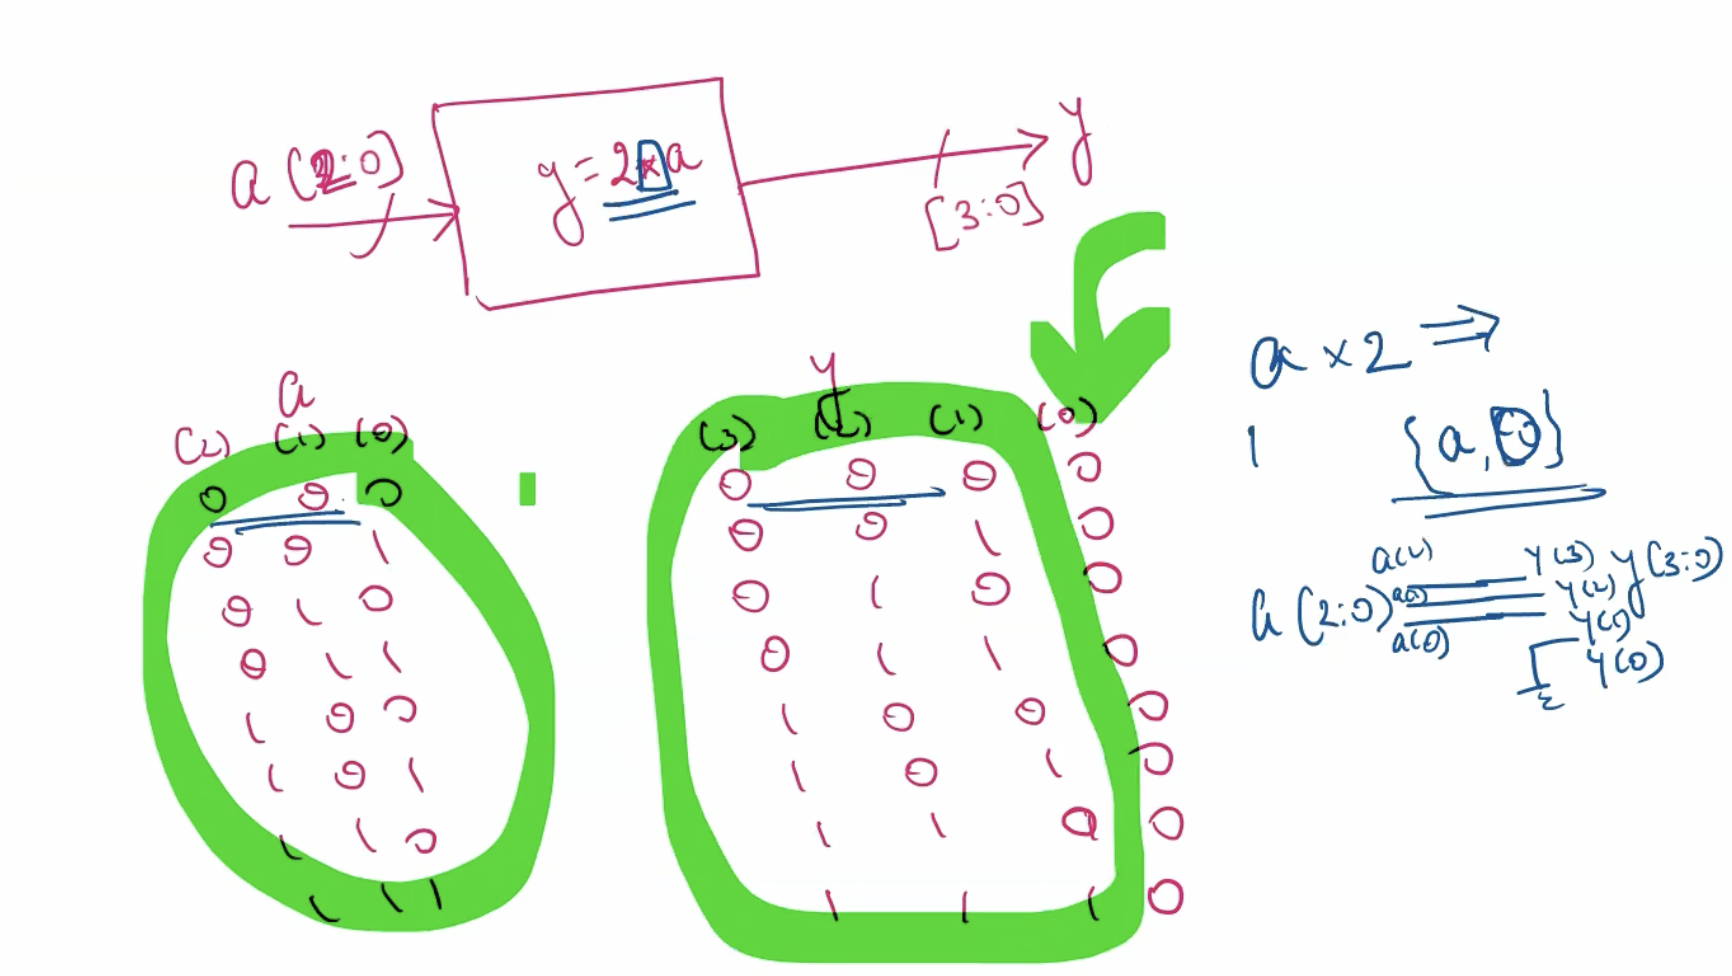 a (2:0)
y = 2*a
y
[3:0]
a
y
(2) (1) (0)
(3) (2) (1) (0)
0 0 0
0 0 0 0
0 0 1
0 0 1 0
0 1 0
0 1 0 0
0 1 1
0 1 1 0
1 0 0
1 0 0 0
1 0 1
1 0 1 0
1 1 0
1 1 0 0
1 1 1
1 1 1 0
a × 2 ⇒
{a, 0}
a(2:0) a(2) a(1) a(0)
y(3) y(2) y(1) y(0) y(3:0)